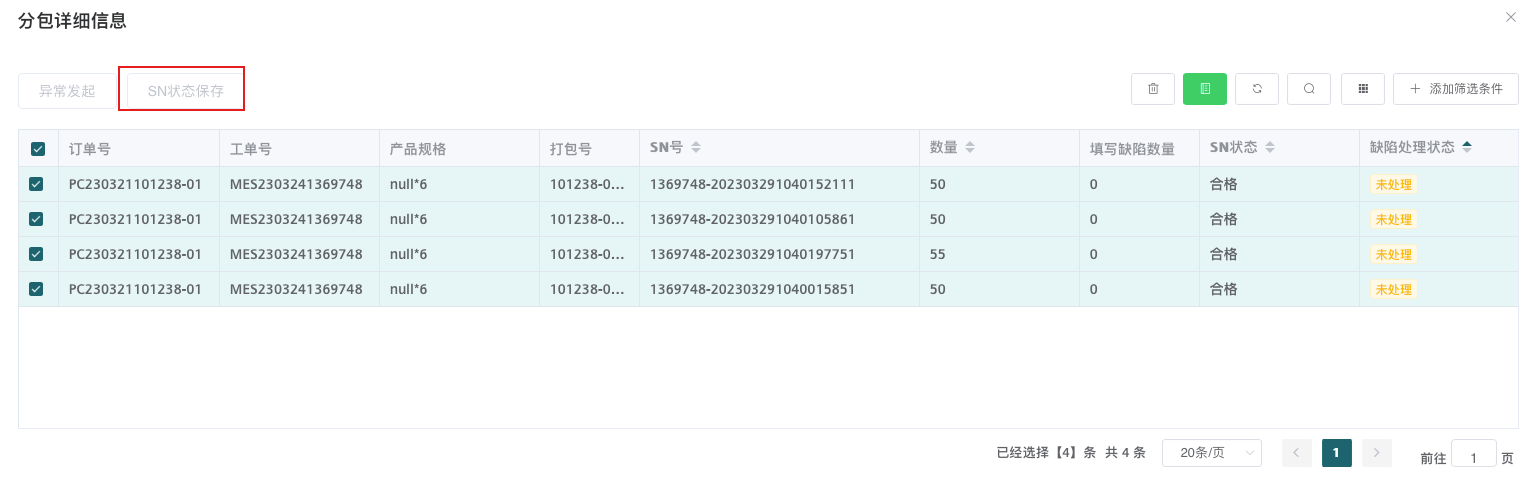 分包详细信息
异常发起 SN状态保存 添加筛选条件
订单号 工单号 产品规格 打包号 SN号 数量 填写缺陷数量 SN状态 缺陷处理状态
PC230321101238-01 MES2303241369748 null*6 101238-0... 1369748-202303291040152111 50 0 合格 未处理
PC230321101238-01 MES2303241369748 null*6 101238-0... 1369748-202303291040105861 50 0 合格 未处理
PC230321101238-01 MES2303241369748 null*6 101238-0... 1369748-202303291040197751 55 0 合格 未处理
PC230321101238-01 MES2303241369748 null*6 101238-0... 1369748-202303291040015851 50 0 合格 未处理
已经选择【4】条 共 4 条 20条/页 1 前往 1 页